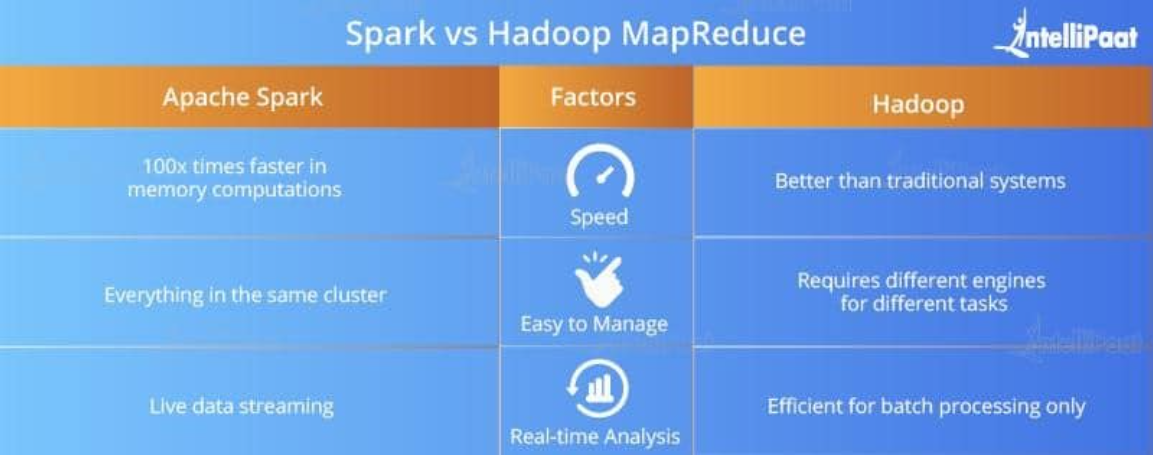 Spark vs Hadoop MapReduce
IntelliPaat
Apache Spark
Factors
Hadoop
100x times faster in
memory computations
Speed
Better than traditional systems
Everything in the same cluster
Easy to Manage
Requires different engines
for different tasks
IntelliPaat
Live data streaming
Real-time Analysis
Efficient for batch processing only